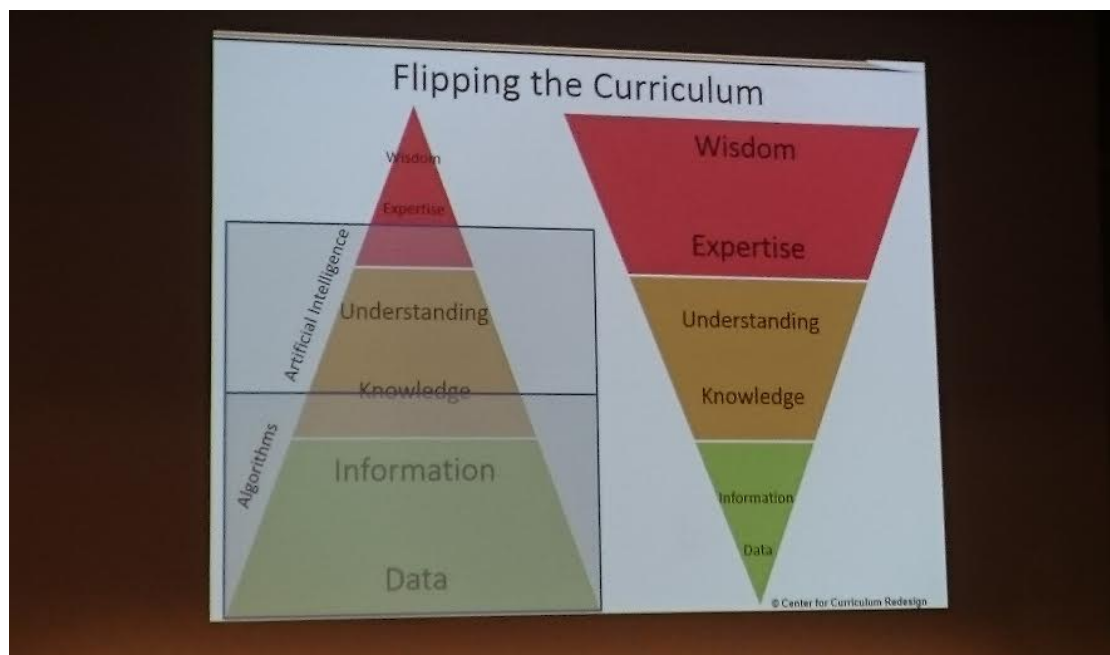 Flipping the Curriculum
Wisdom
Expertise
Artificial Intelligence
Understanding
Knowledge
Algorithms
Information
Data
Wisdom
Expertise
Understanding
Knowledge
Information
Data
© Center for Curriculum Redesign